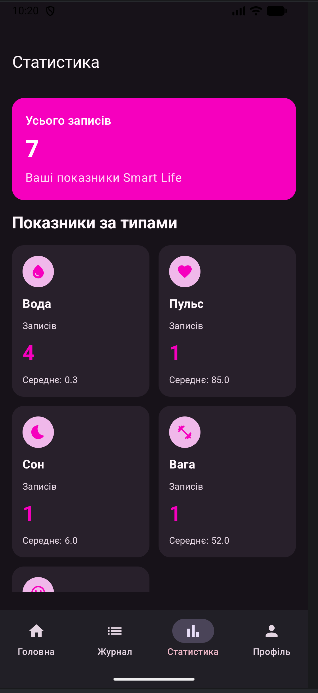 10:20
Статистика
Усього записів
7
Ваші показники Smart Life
Показники за типами
Вода
Записів
4
Середнє: 0.3
Пульс
Записів
1
Середнє: 85.0
Сон
Записів
1
Середнє: 6.0
Вага
Записів
1
Середнє: 52.0
Головна
Журнал
Статистика
Профіль